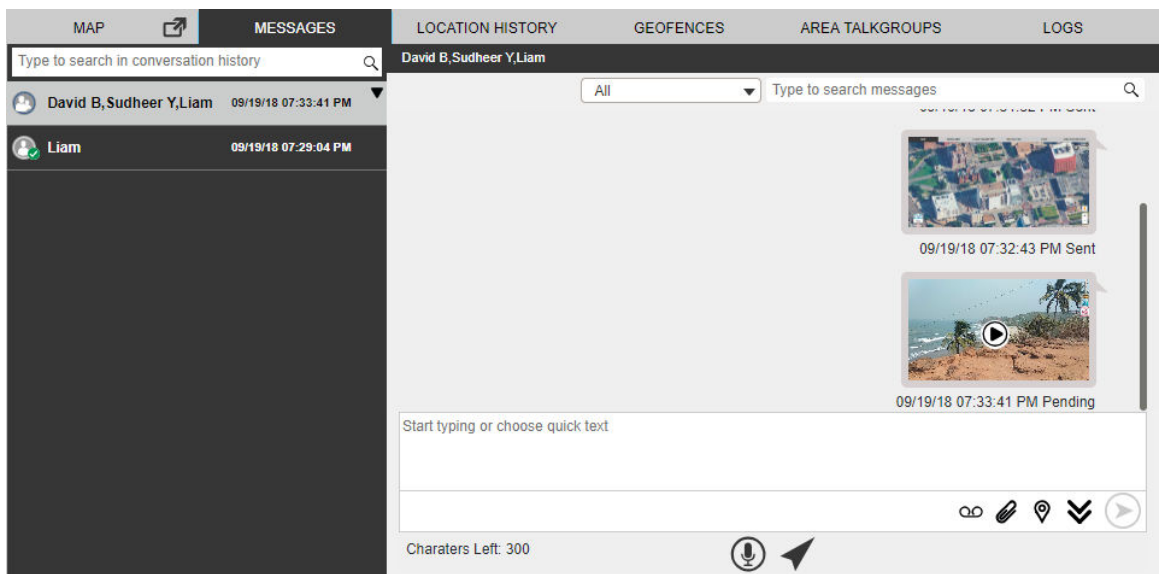 MAP
MESSAGES
LOCATION HISTORY
GEOFENCES
AREA TALKGROUPS
LOGS
Type to search in conversation history
David B,Sudheer Y,Liam 09/19/18 07:33:41 PM
Liam 09/19/18 07:29:04 PM
David B,Sudheer Y,Liam
All
Type to search messages
09/19/18 07:32:43 PM Sent
09/19/18 07:33:41 PM Pending
Start typing or choose quick text
Charaters Left: 300